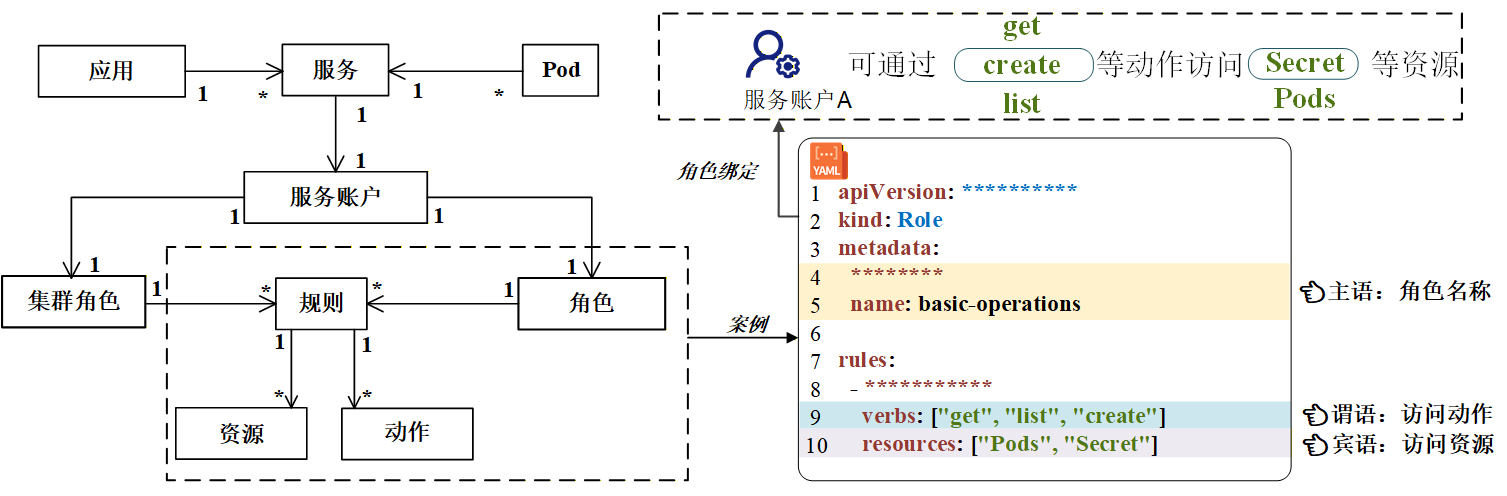 应用
服务
Pod
1
*
1
*
1
1
服务账户
1
1
1
1
集群角色
规则
角色
1
*
*
1
1
1
*
*
资源
动作
案例
角色绑定
get
可通过 create 等动作访问 Secret 等资源
list
Pods
服务账户A
[...]
YAML
1 apiVersion: **********
2 kind: Role
3 metadata:
4 ********
5 name: basic-operations
6
7 rules:
8 - ***********
9 verbs: ["get", "list", "create"]
10 resources: ["Pods", "Secret"]
主语：角色名称
谓语：访问动作
宾语：访问资源